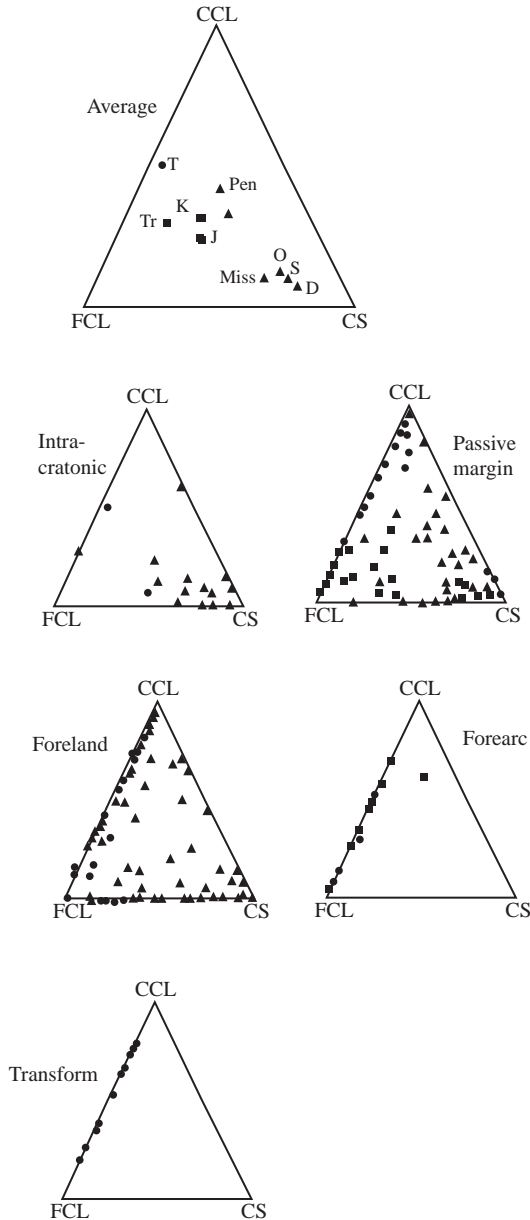 CCL
Average
T
Pen
K
Tr
J
O
S
Miss
D
FCL
CS
CCL
Intra-
cratonic
FCL
CS
CCL
Passive
margin
FCL
CS
CCL
Foreland
FCL
CS
CCL
Forearc
FCL
CS
CCL
Transform
FCL
CS